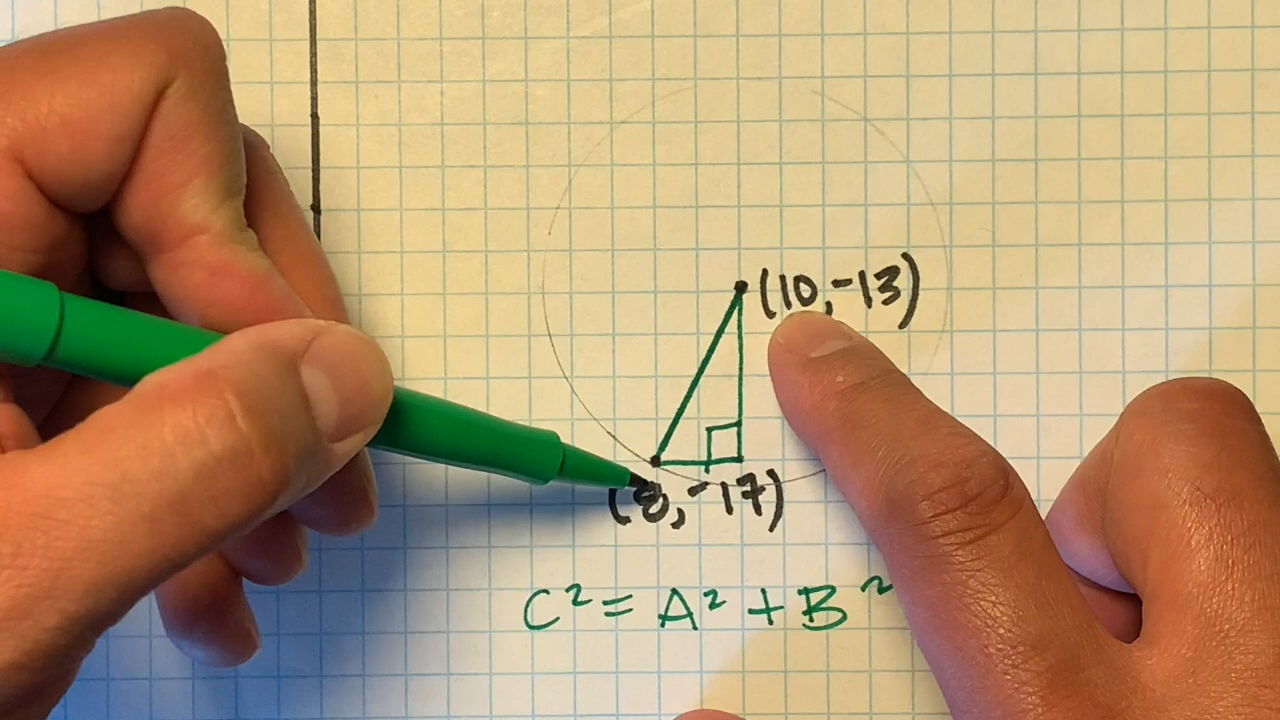 (10,-13)
(8,-17)
C² = A² + B²